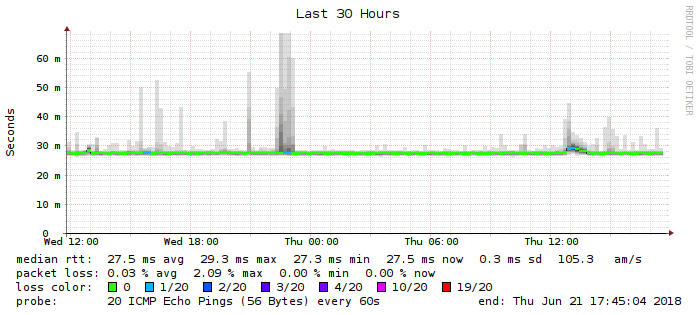 Last 30 Hours
RRDTOOL / TOBI OETIKER
Seconds
60 m
50 m
40 m
30 m
20 m
10 m
0
Wed 12:00 Wed 18:00 Thu 00:00 Thu 06:00 Thu 12:00
median rtt: 27.5 ms avg 29.3 ms max 27.3 ms min 27.5 ms now 0.3 ms sd 105.3 am/s
packet loss: 0.03 % avg 2.09 % max 0.00 % min 0.00 % now
loss color: 0 1/20 2/20 3/20 4/20 10/20 19/20
probe: 20 ICMP Echo Pings (56 Bytes) every 60s end: Thu Jun 21 17:45:04 2018